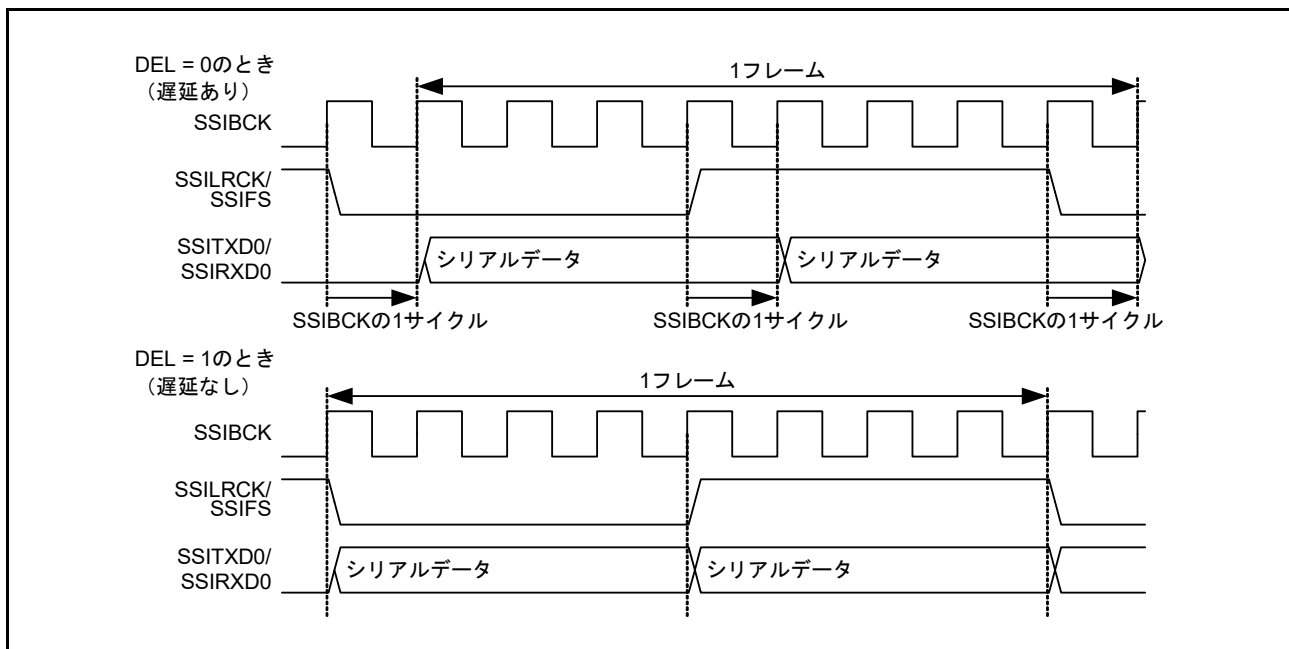 DEL = 0のとき
（遅延あり）
1フレーム
SSIBCK
SSILRCK/
SSIFS
SSITXD0/
SSIRXD0
シリアルデータ
シリアルデータ
SSIBCKの1サイクル
SSIBCKの1サイクル
SSIBCKの1サイクル
DEL = 1のとき
（遅延なし）
1フレーム
SSIBCK
SSILRCK/
SSIFS
SSITXD0/
SSIRXD0
シリアルデータ
シリアルデータ